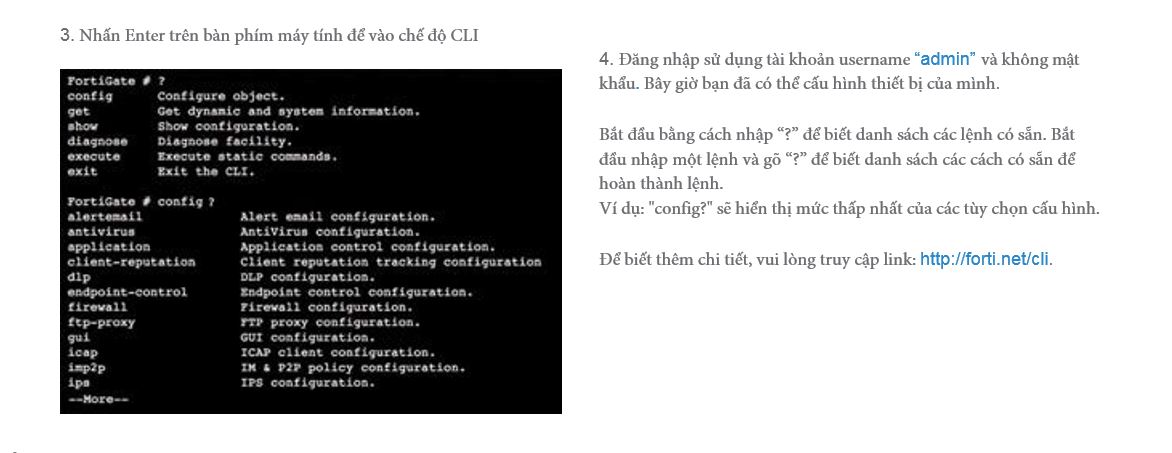 3. Nhấn Enter trên bàn phím máy tính để vào chế độ CLI
FortiGate # ?
config Configure object.
get Get dynamic and system information.
show Show configuration.
diagnose Diagnose facility.
execute Execute static commands.
exit Exit the CLI.
FortiGate # config ?
alertemail Alert email configuration.
antivirus AntiVirus configuration.
application Application control configuration.
client-reputation Client reputation tracking configuration
dlp DLP configuration.
endpoint-control Endpoint control configuration.
firewall Firewall configuration.
ftp-proxy FTP proxy configuration.
gui GUI configuration.
icap ICAP client configuration.
imp2p IM & P2P policy configuration.
ips IPS configuration.
--More--
4. Đăng nhập sử dụng tài khoản username “admin” và không mật
khẩu. Bây giờ bạn đã có thể cấu hình thiết bị của mình.
Bắt đầu bằng cách nhập “?” để biết danh sách các lệnh có sẵn. Bắt
đầu nhập một lệnh và gõ “?” để biết danh sách các cách có sẵn để
hoàn thành lệnh.
Ví dụ: "config?" sẽ hiển thị mức thấp nhất của các tùy chọn cấu hình.
Để biết thêm chi tiết, vui lòng truy cập link: http://forti.net/cli.